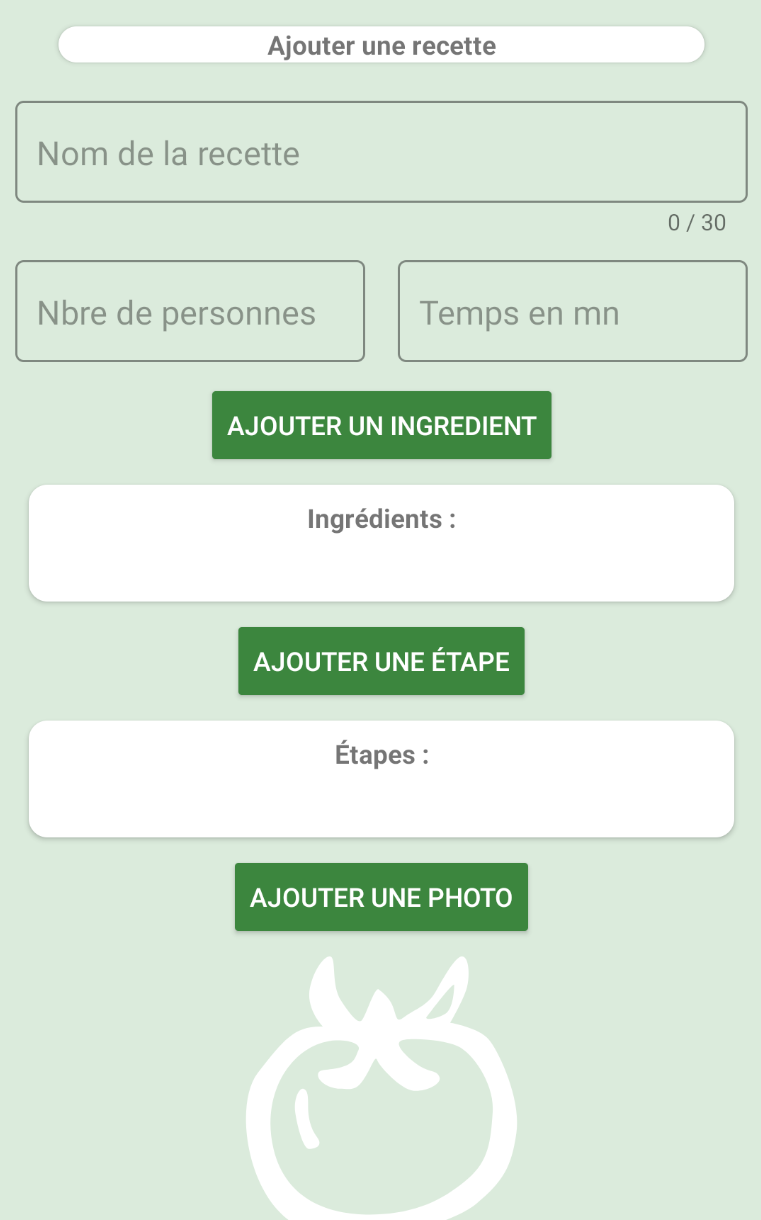 Ajouter une recette
Nom de la recette
0 / 30
Nbre de personnes
Temps en mn
AJOUTER UN INGREDIENT
Ingrédients :
AJOUTER UNE ÉTAPE
Étapes :
AJOUTER UNE PHOTO